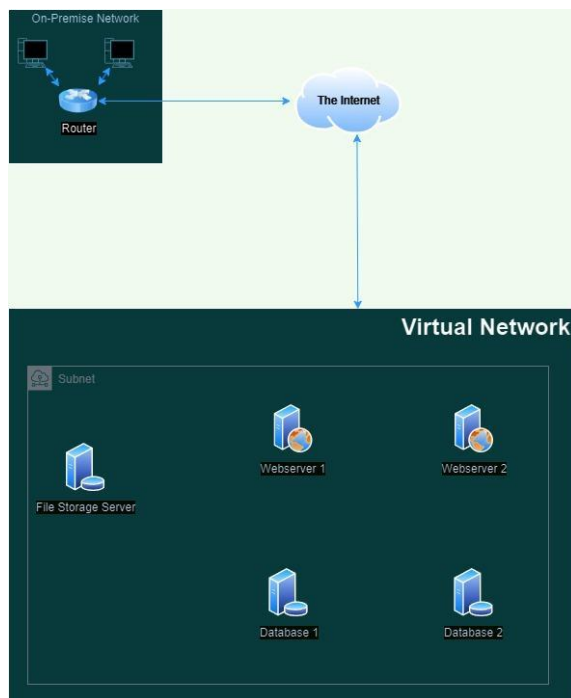 On-Premise Network
Router
The Internet
Virtual Network
Subnet
Webserver 1
Webserver 2
File Storage Server
Database 1
Database 2